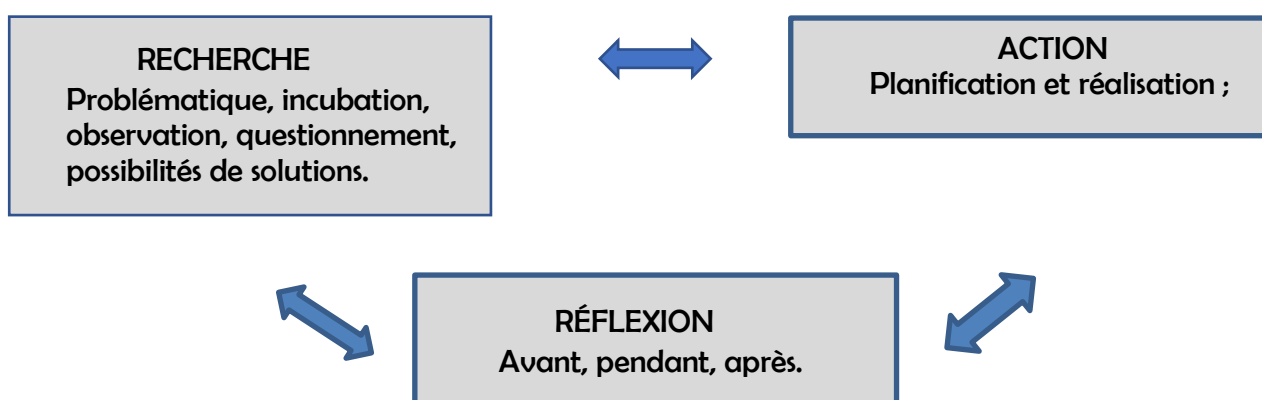 RECHERCHE
Problématique, incubation,
observation, questionnement,
possibilités de solutions.
ACTION
Planification et réalisation ;
RÉFLEXION
Avant, pendant, après.